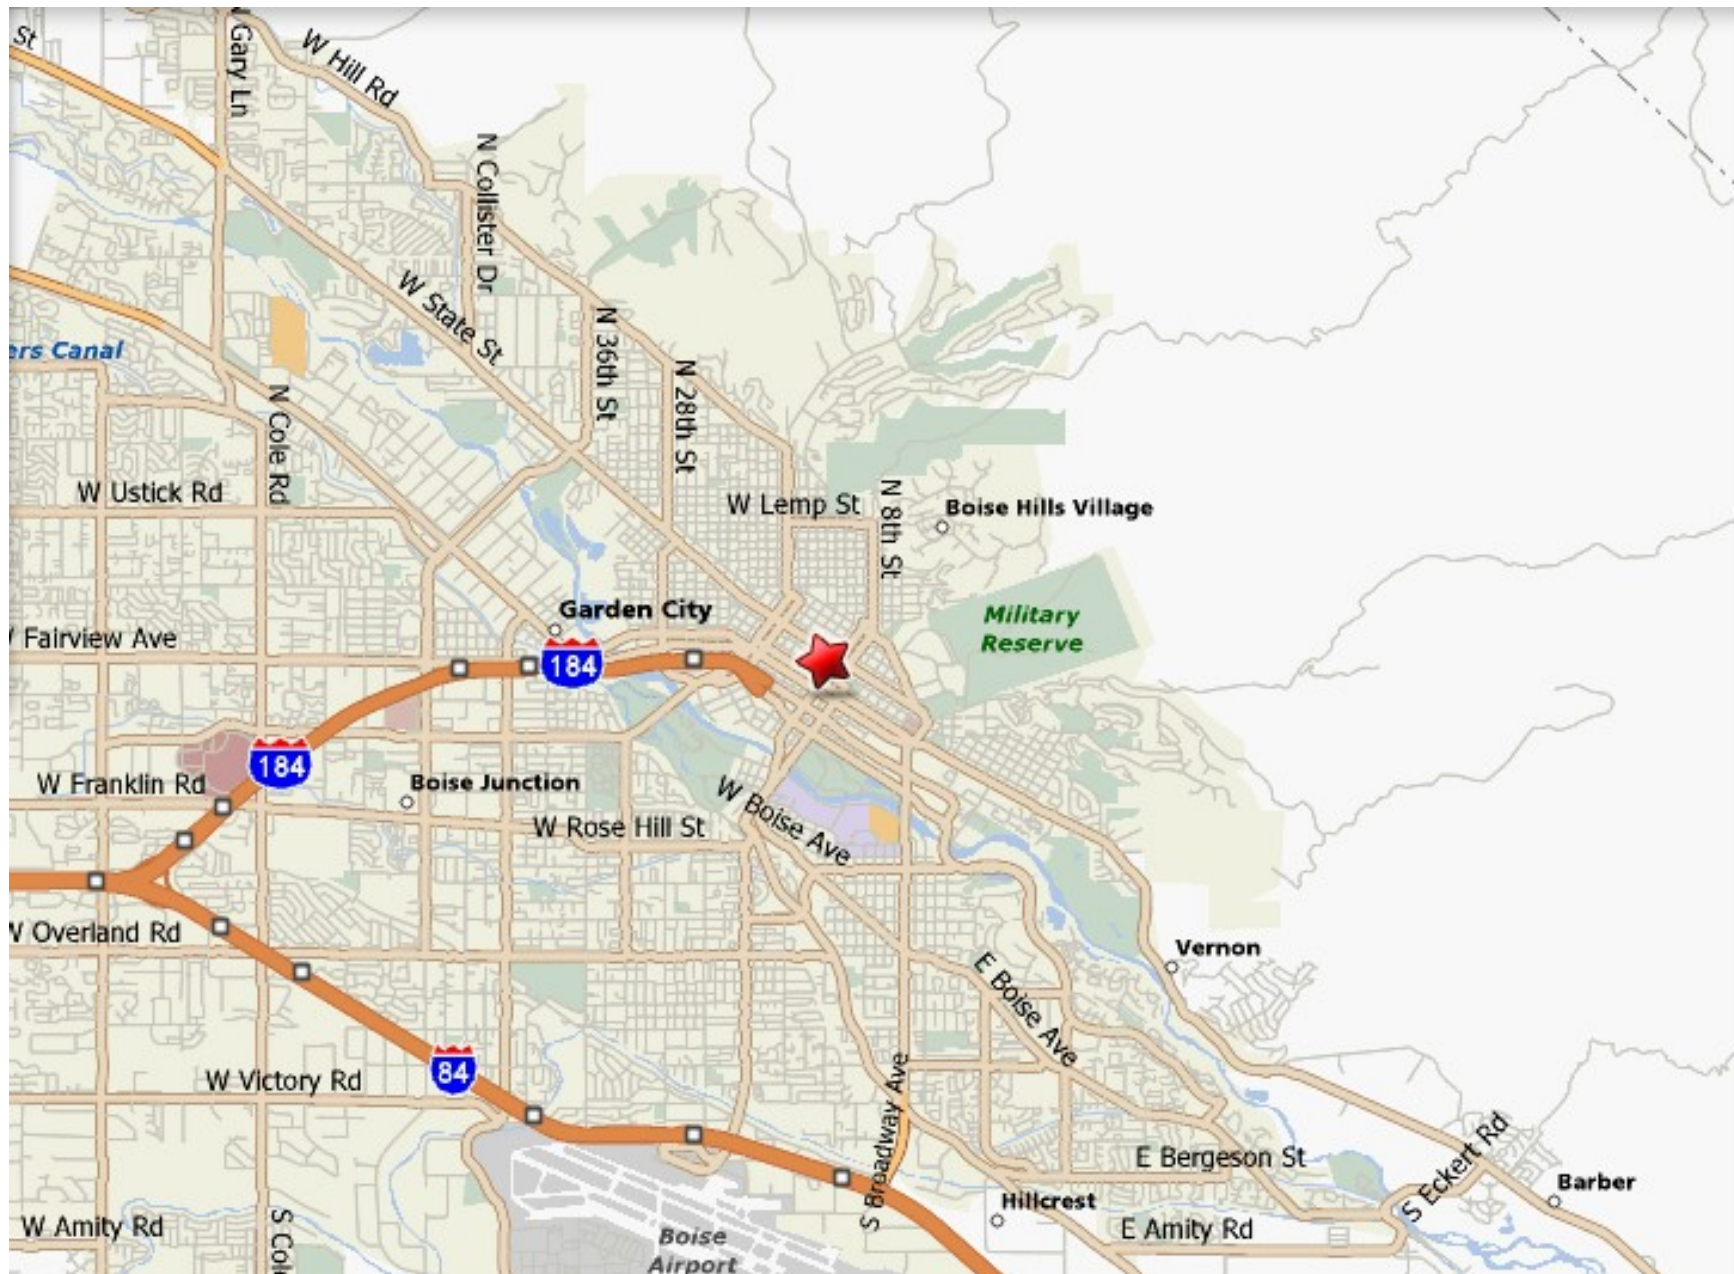 St
N Gary Ln
W Hill Rd
N Collister Dr
W State St
ers Canal
N 36th St
N 28th St
N Cole Rd
W Ustick Rd
W Lemp St
N 8th St
Boise Hills Village
Garden City
Military
Reserve
W Fairview Ave
184
184
W Franklin Rd
Boise Junction
W Boise Ave
W Rose Hill St
W Overland Rd
Vernon
E Boise Ave
84
W Victory Rd
S Broadway Ave
E Bergeson St
S Eckert Rd
Barber
Hillcrest
W Amity Rd
S Col
Boise
Airport
E Amity Rd